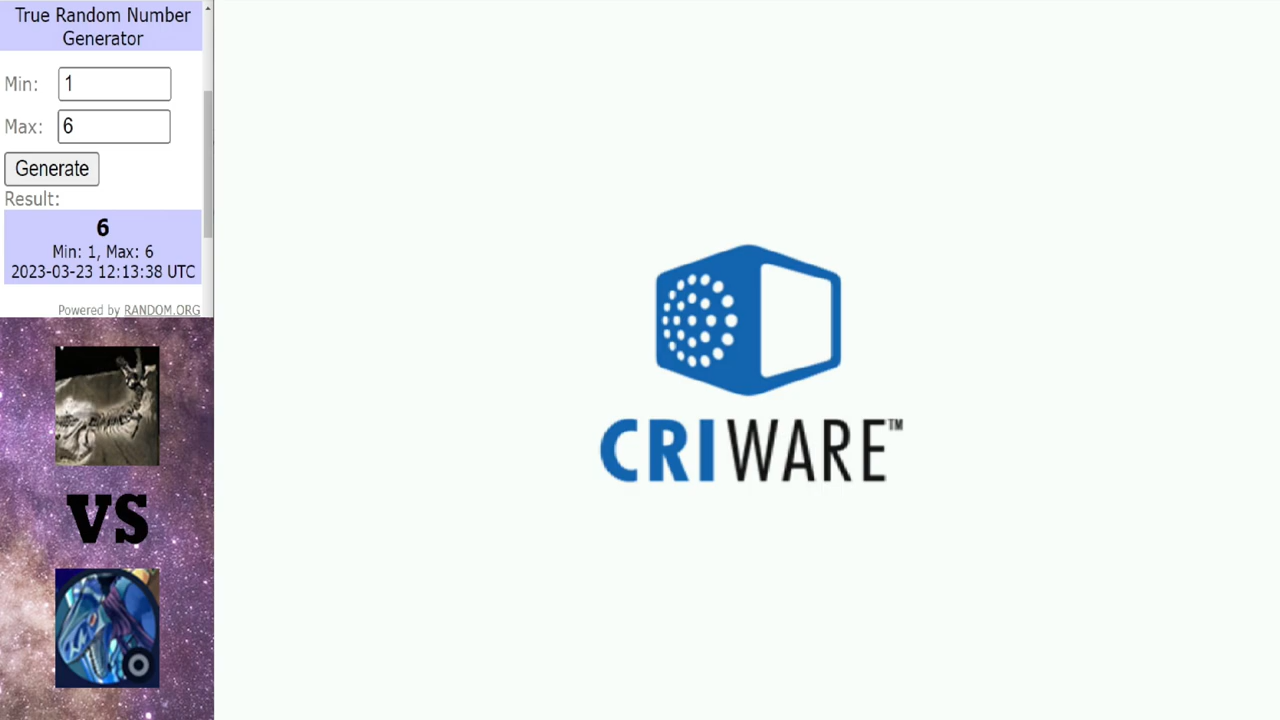 True Random Number
Generator
Min: 1
Max: 6
Generate
Result:
6
Min: 1, Max: 6
2023-03-23 12:13:38 UTC
Powered by RANDOM.ORG
VS
CRIWARE™